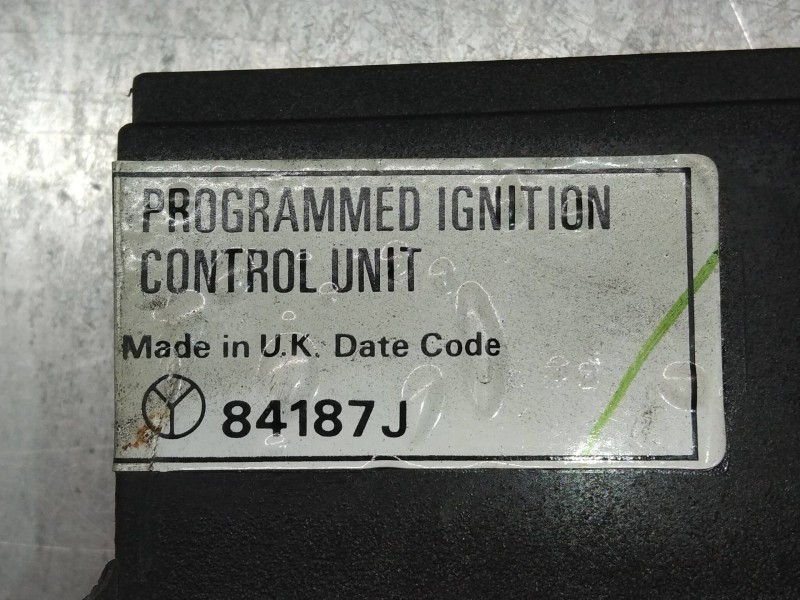 PROGRAMMED IGNITION
CONTROL UNIT
Made in U.K. Date Code
84187J